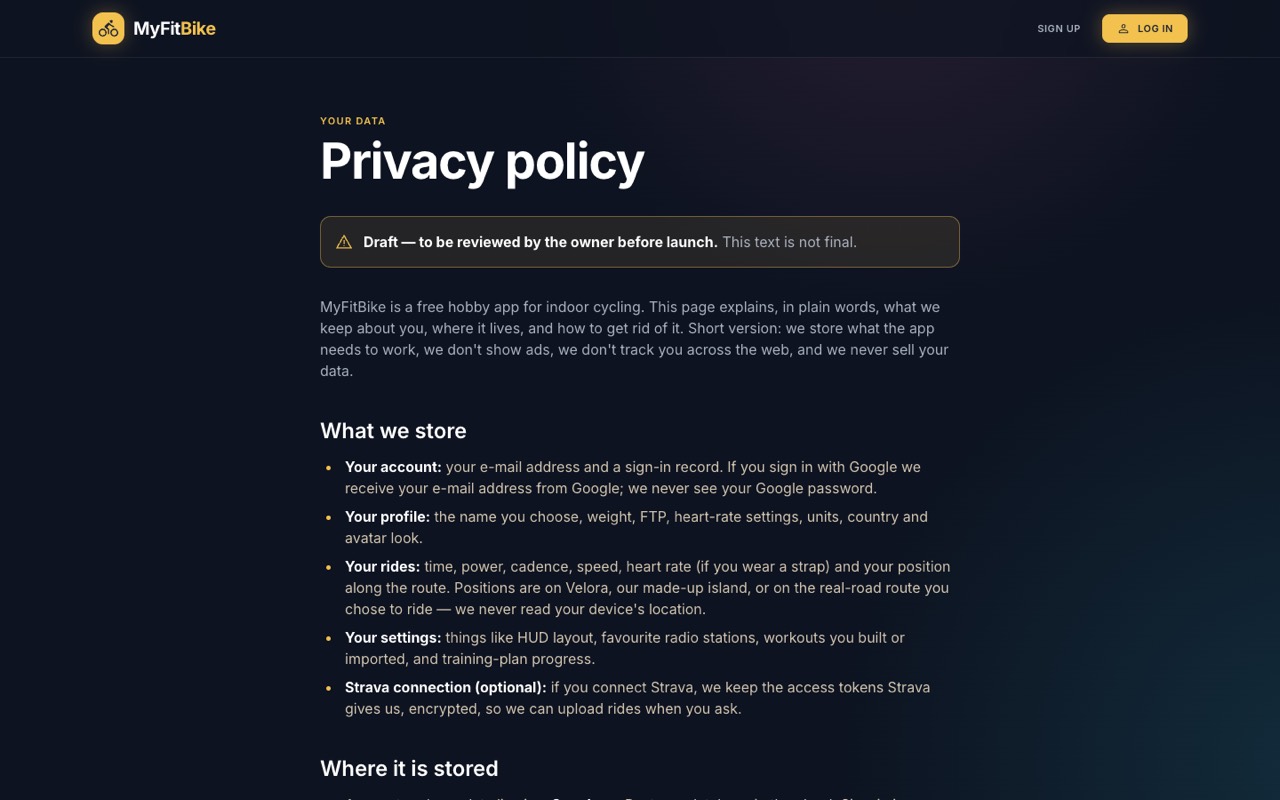 MyFitBike
SIGN UP
LOG IN
YOUR DATA
Privacy policy
Draft — to be reviewed by the owner before launch. This text is not final.
MyFitBike is a free hobby app for indoor cycling. This page explains, in plain words, what we
keep about you, where it lives, and how to get rid of it. Short version: we store what the app
needs to work, we don't show ads, we don't track you across the web, and we never sell your
data.
What we store
Your account: your e-mail address and a sign-in record. If you sign in with Google we
receive your e-mail address from Google; we never see your Google password.
Your profile: the name you choose, weight, FTP, heart-rate settings, units, country and
avatar look.
Your rides: time, power, cadence, speed, heart rate (if you wear a strap) and your position
along the route. Positions are on Velora, our made-up island, or on the real-road route you
chose to ride — we never read your device's location.
Your settings: things like HUD layout, favourite radio stations, workouts you built or
imported, and training-plan progress.
Strava connection (optional): if you connect Strava, we keep the access tokens Strava
gives us, encrypted, so we can upload rides when you ask.
Where it is stored